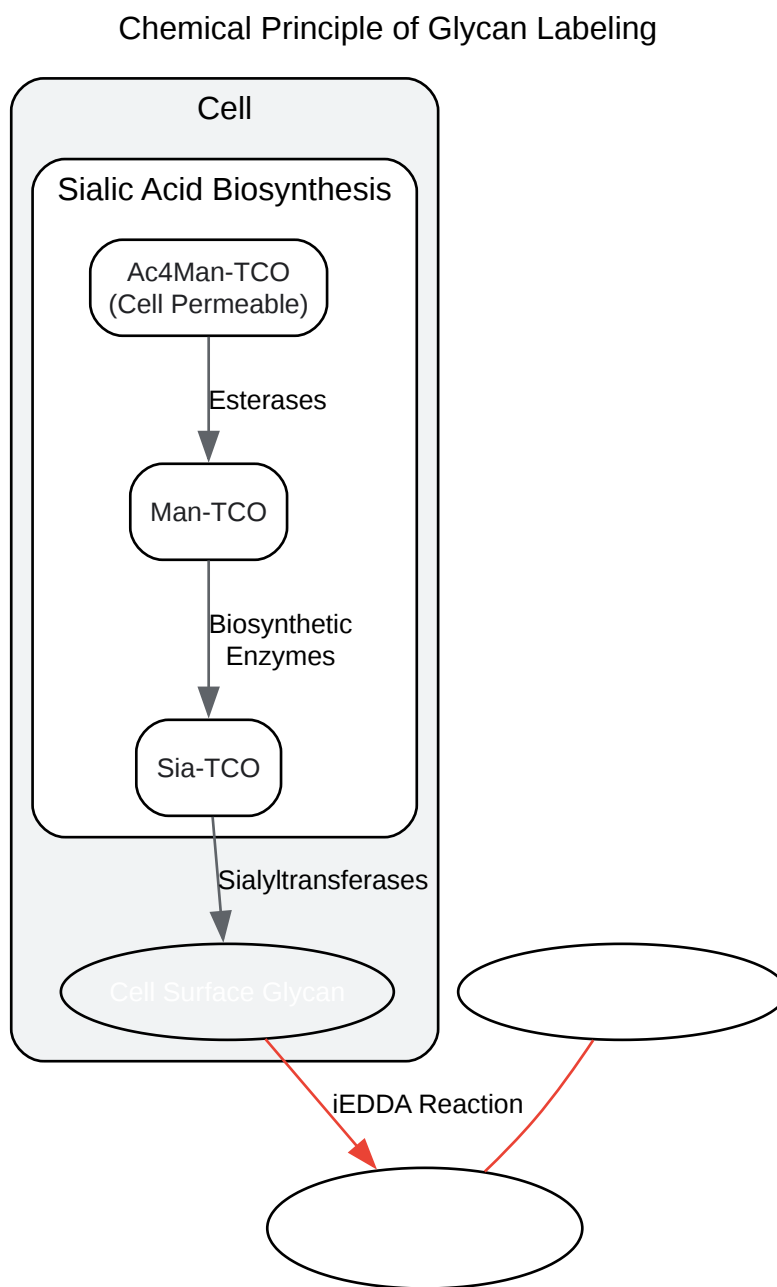 Chemical Principle of Glycan Labeling
Cell
Sialic Acid Biosynthesis
Ac4Man-TCO
(Cell Permeable)
Esterases
Man-TCO
Biosynthetic
Enzymes
Sia-TCO
Sialyltransferases
Cell Surface Glycan
iEDDA Reaction